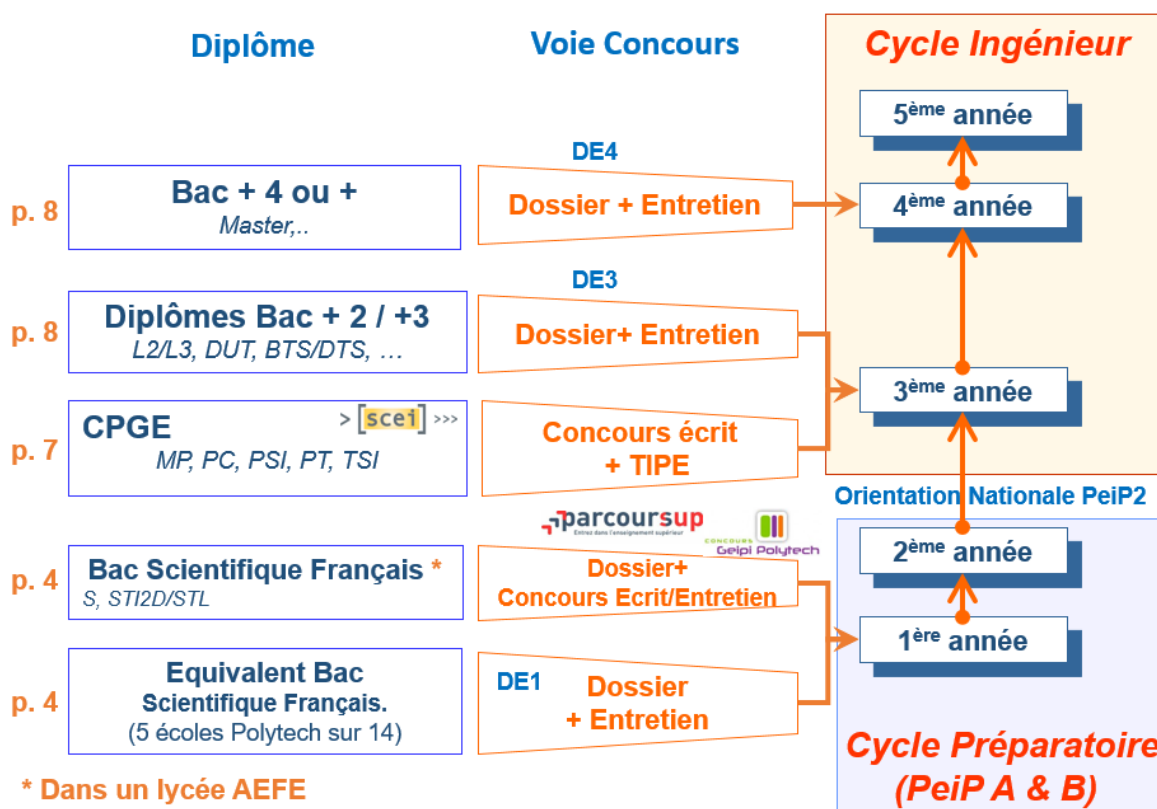 Diplôme
Voie Concours
Cycle Ingénieur
5ème année
DE4
p. 8
Bac + 4 ou +
Master,..
Dossier + Entretien
4ème année
DE3
p. 8
Diplômes Bac + 2 / +3
L2/L3, DUT, BTS/DTS, …
Dossier+ Entretien
3ème année
p. 7
CPGE
> [scei] >>>
MP, PC, PSI, PT, TSI
Concours écrit
+ TIPE
Orientation Nationale PeiP2
parcoursup
Entrez dans l'enseignement supérieur
CONCOURS
Geipi Polytech
2ème année
p. 4
Bac Scientifique Français *
S, STI2D/STL
Dossier+
Concours Ecrit/Entretien
1ère année
p. 4
Equivalent Bac
Scientifique Français.
(5 écoles Polytech sur 14)
DE1
Dossier
+ Entretien
Cycle Préparatoire
(PeiP A & B)
* Dans un lycée AEFE